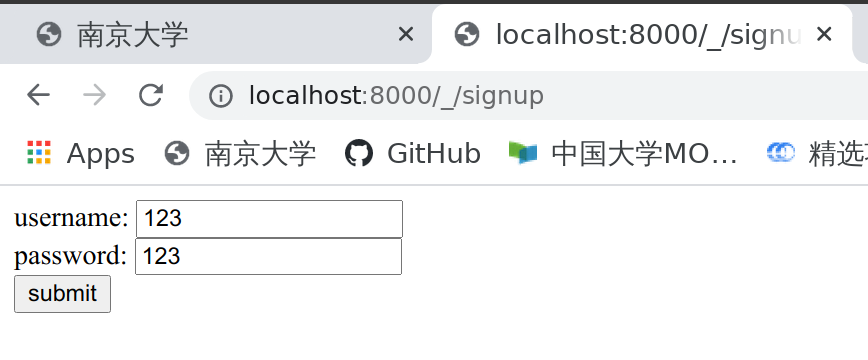 南京大学 localhost:8000/_/signu
localhost:8000/_/signup
Apps 南京大学 GitHub 中国大学MO... 精选
username: 123
password: 123
submit